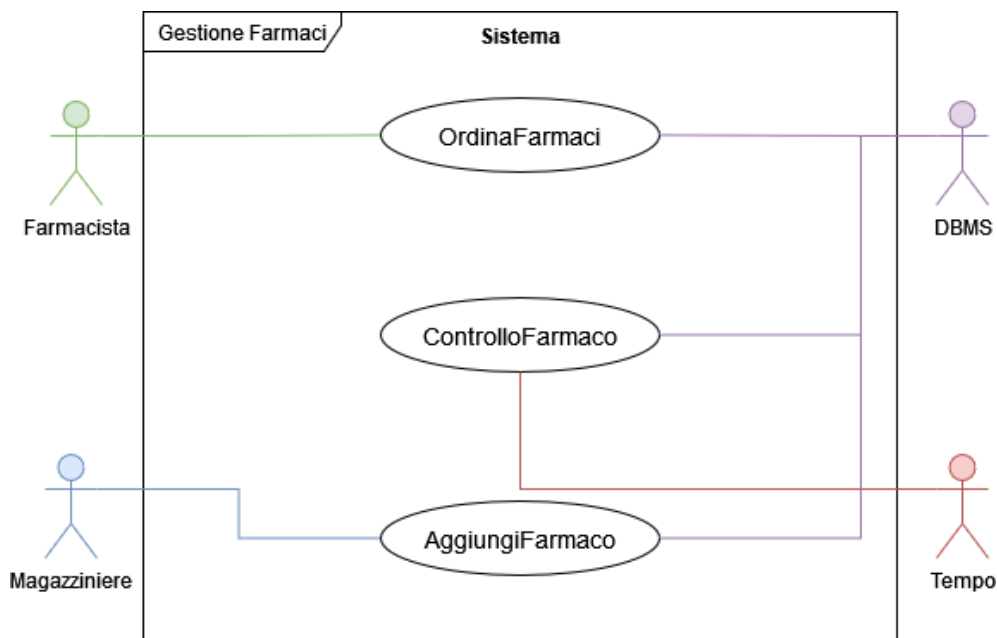 Gestione Farmaci
Sistema
OrdinaFarmaci
Farmacista
DBMS
ControlloFarmaco
AggiungiFarmaco
Magazziniere
Tempo